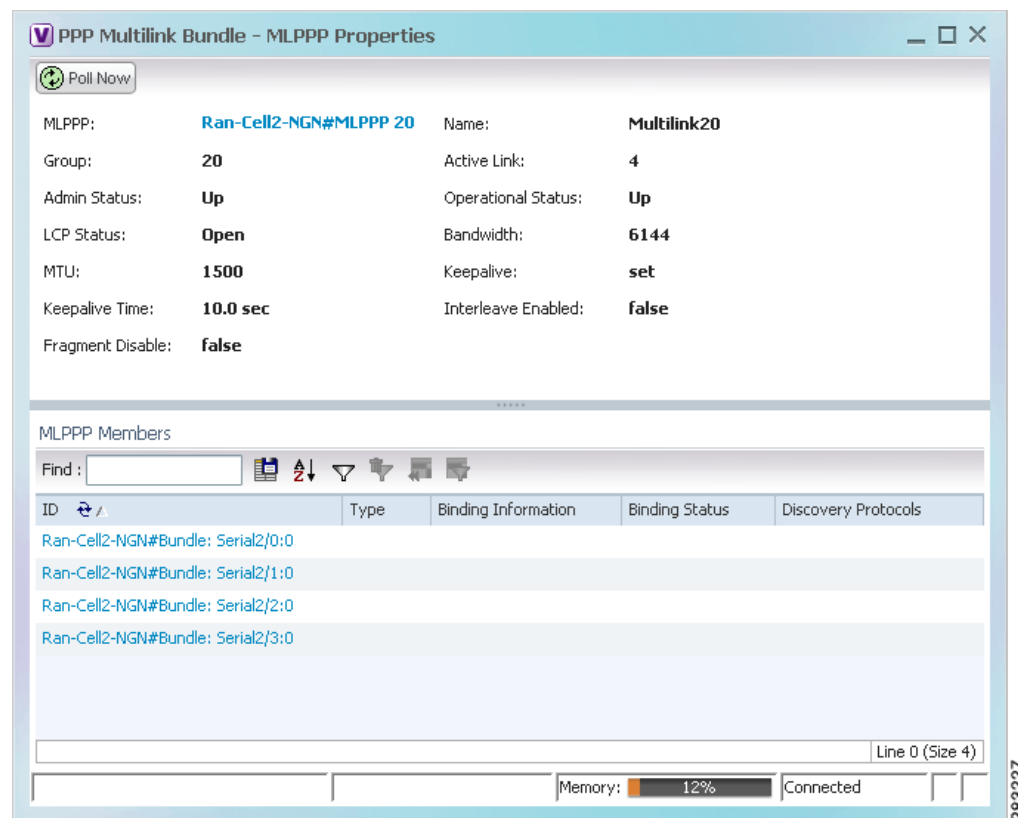 V PPP Multilink Bundle - MLPPP Properties
Poll Now
MLPPP: Ran-Cell2-NGN#MLPPP 20 Name: Multilink20
Group: 20 Active Link: 4
Admin Status: Up Operational Status: Up
LCP Status: Open Bandwidth: 6144
MTU: 1500 Keepalive: set
Keepalive Time: 10.0 sec Interleave Enabled: false
Fragment Disable: false
MLPPP Members
Find :
ID Type Binding Information Binding Status Discovery Protocols
Ran-Cell2-NGN#Bundle: Serial2/0:0
Ran-Cell2-NGN#Bundle: Serial2/1:0
Ran-Cell2-NGN#Bundle: Serial2/2:0
Ran-Cell2-NGN#Bundle: Serial2/3:0
Line 0 (Size 4)
Memory: 12% Connected